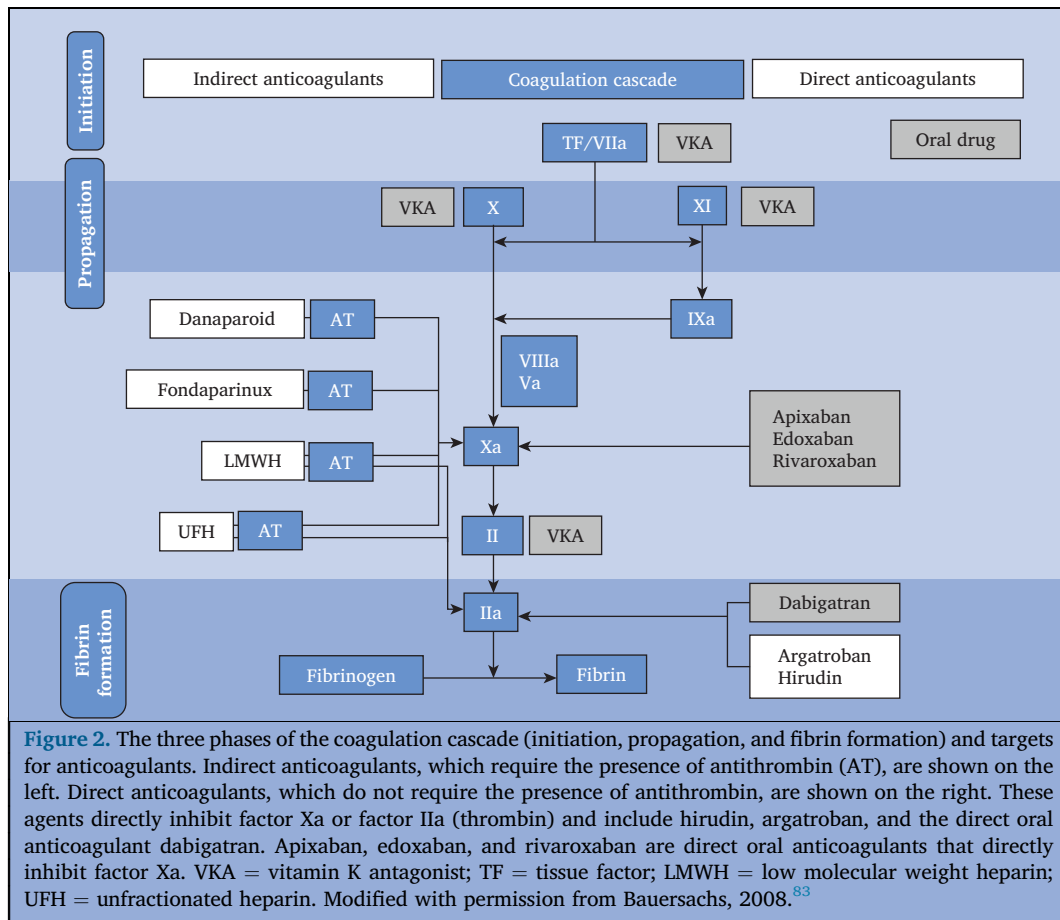 Initiation
Indirect anticoagulants
Coagulation cascade
Direct anticoagulants
TF/VIIa
VKA
Oral drug
Propagation
VKA
X
XI
VKA
Danaparoid
AT
IXa
VIIIa
Va
Fondaparinux
AT
Apixaban
Edoxaban
Rivaroxaban
LMWH
AT
Xa
UFH
AT
II
VKA
Fibrin
formation
IIa
Dabigatran
Argatroban
Hirudin
Fibrinogen
Fibrin
Figure 2. The three phases of the coagulation cascade (initiation, propagation, and fibrin formation) and targets
for anticoagulants. Indirect anticoagulants, which require the presence of antithrombin (AT), are shown on the
left. Direct anticoagulants, which do not require the presence of antithrombin, are shown on the right. These
agents directly inhibit factor Xa or factor IIa (thrombin) and include hirudin, argatroban, and the direct oral
anticoagulant dabigatran. Apixaban, edoxaban, and rivaroxaban are direct oral anticoagulants that directly
inhibit factor Xa. VKA = vitamin K antagonist; TF = tissue factor; LMWH = low molecular weight heparin;
UFH = unfractionated heparin. Modified with permission from Bauersachs, 2008.83